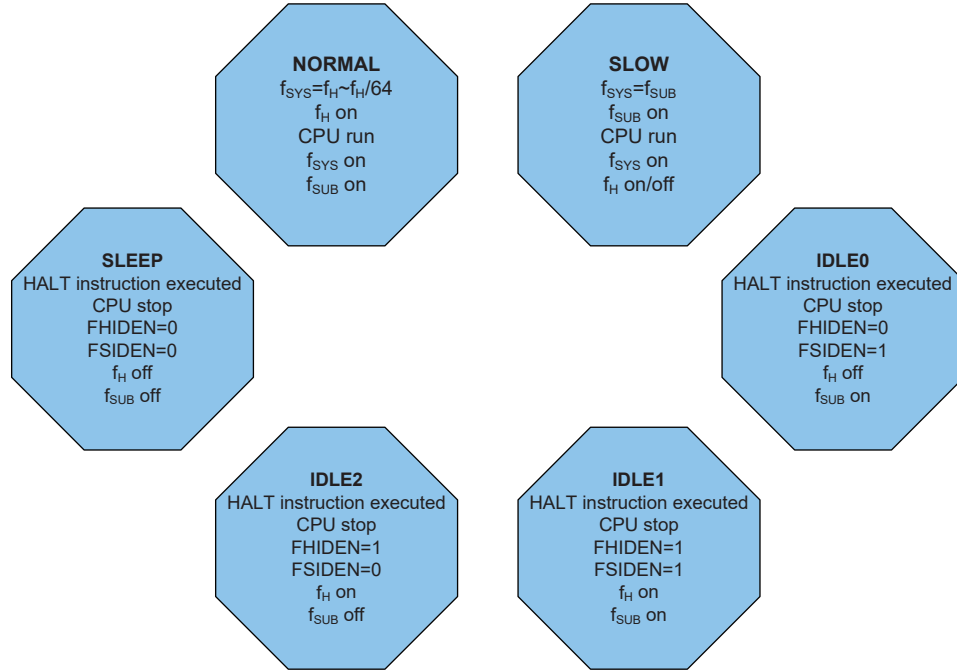 NORMAL
fSYS=fH~fH/64
fH on
CPU run
fSYS on
fSUB on
SLOW
fSYS=fSUB
fSUB on
CPU run
fSYS on
fH on/off
SLEEP
HALT instruction executed
CPU stop
FHIDEN=0
FSIDEN=0
fH off
fSUB off
IDLE0
HALT instruction executed
CPU stop
FHIDEN=0
FSIDEN=1
fH off
fSUB on
IDLE2
HALT instruction executed
CPU stop
FHIDEN=1
FSIDEN=0
fH on
fSUB off
IDLE1
HALT instruction executed
CPU stop
FHIDEN=1
FSIDEN=1
fH on
fSUB on